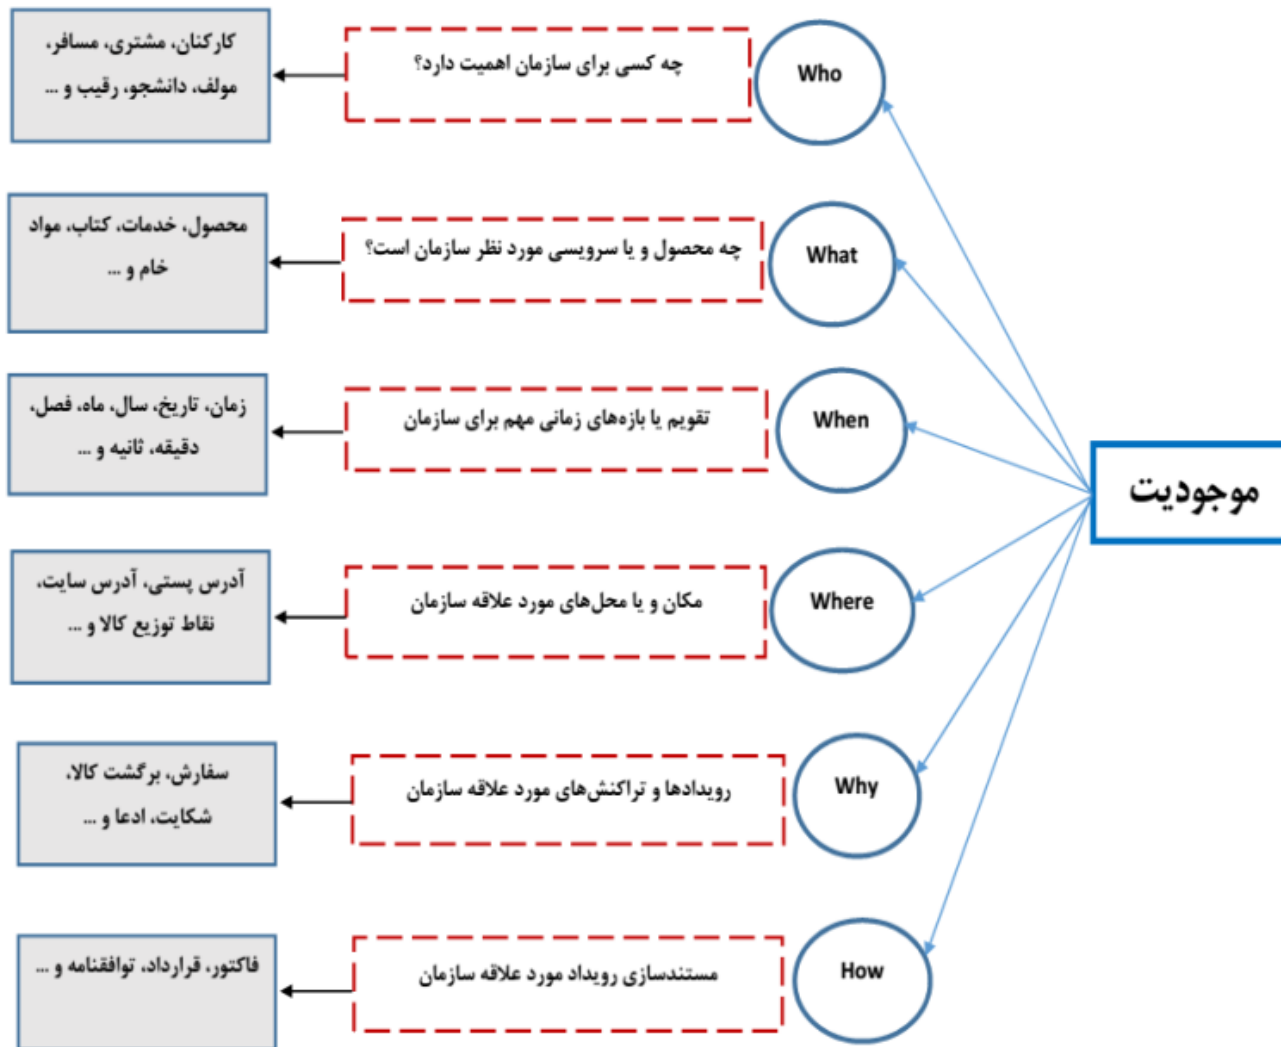 موجودیت
Who
چه کسی برای سازمان اهمیت دارد؟
کارکنان، مشتری، مسافر،
مولف، دانشجو، رقیب و ...
What
چه محصول و یا سرویسی مورد نظر سازمان است؟
محصول، خدمات، کتاب، مواد
خام و ...
When
تقویم یا بازه‌های زمانی مهم برای سازمان
زمان، تاریخ، سال، ماه، فصل،
دقیقه، ثانیه و ...
Where
مکان و یا محل‌های مورد علاقه سازمان
آدرس پستی، آدرس سایت،
نقاط توزیع کالا و ...
Why
رویدادها و تراکنش‌های مورد علاقه سازمان
سفارش، برگشت کالا،
شکایت، ادعا و ...
How
مستندسازی رویداد مورد علاقه سازمان
فاکتور، قرارداد، توافقنامه و ...